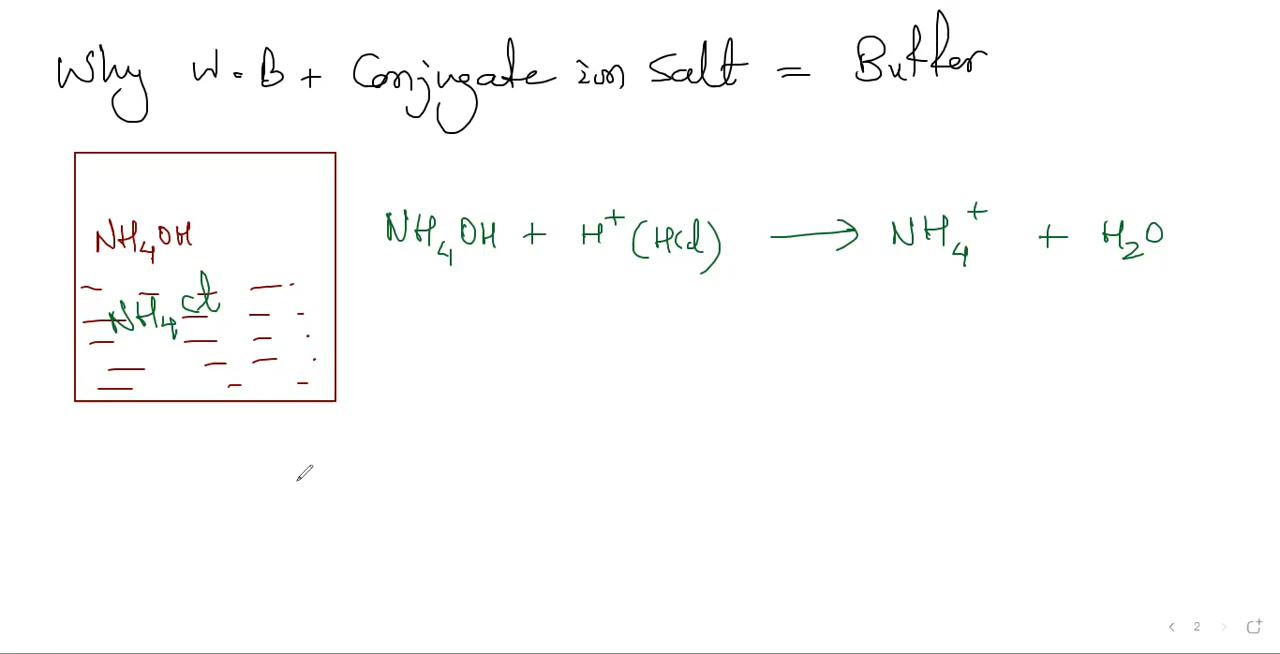 Why W.B + Conjugate ion salt = Buffer
NH4OH
NH4Cl
NH4OH + H+ (HCl) → NH4+ + H2O
2